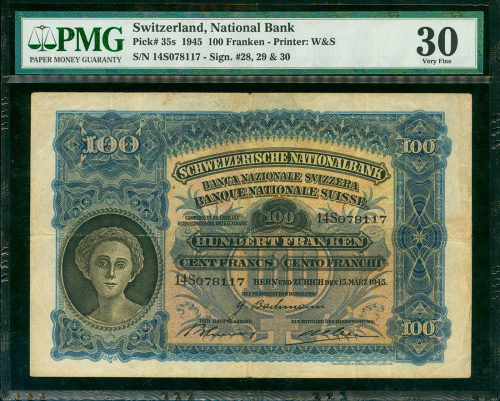 PMG
PAPER MONEY GUARANTY
Switzerland, National Bank
Pick# 35s 1945 100 Franken - Printer: W&S
S/N 14S078117 - Sign. #28, 29 & 30
30
Very Fine
100
100
SCHWEIZERISCHE NATIONALBANK
BANCA NAZIONALE SVIZZERA
BANQUE NATIONALE SUISSE
100
14S078117
HUNDERT FRANKEN
CENT FRANCS
CENTO FRANCHI
14S078117
BERN UND ZÜRICH DEN 15. MÄRZ 1945.
100